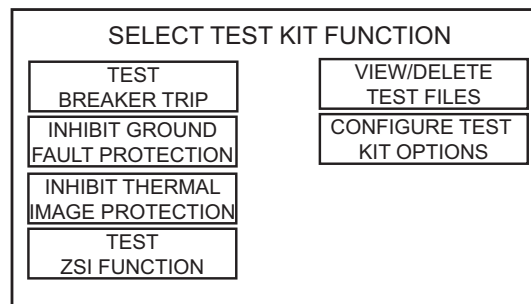 SELECT TEST KIT FUNCTION
TEST
BREAKER TRIP
INHIBIT GROUND
FAULT PROTECTION
INHIBIT THERMAL
IMAGE PROTECTION
TEST
ZSI FUNCTION
VIEW/DELETE
TEST FILES
CONFIGURE TEST
KIT OPTIONS